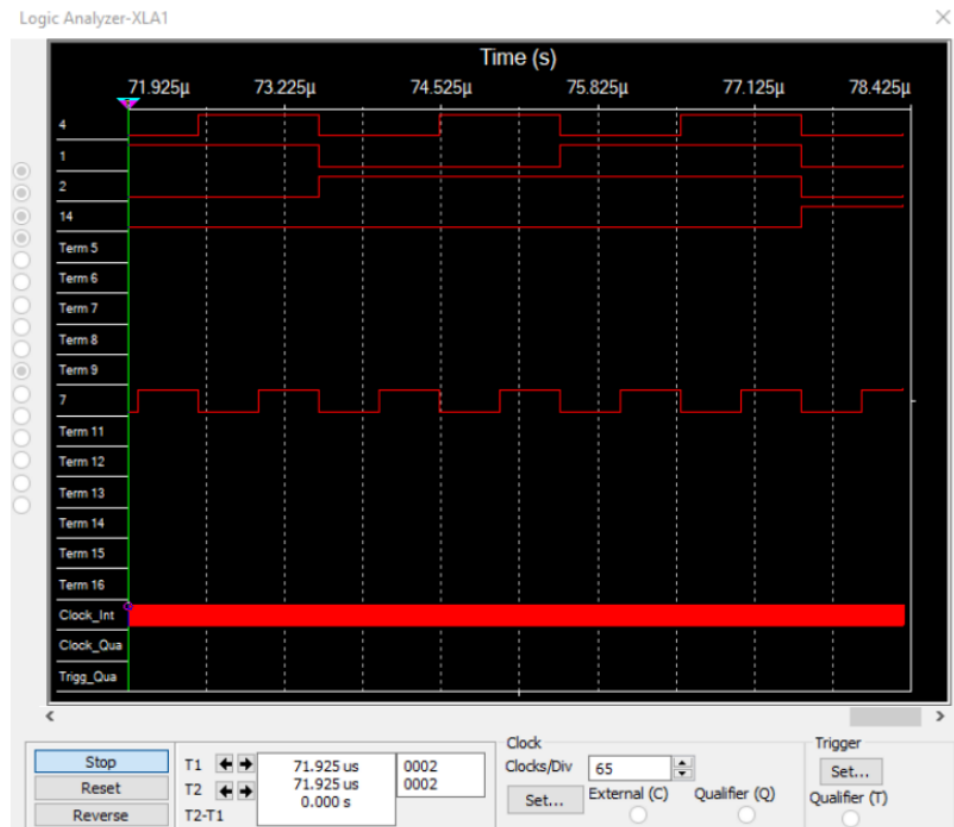 Logic Analyzer-XLA1
Time (s)
71.925µ 73.225µ 74.525µ 75.825µ 77.125µ 78.425µ
4
1
2
14
Term 5
Term 6
Term 7
Term 8
Term 9
7
Term 11
Term 12
Term 13
Term 14
Term 15
Term 16
Clock_Int
Clock_Qua
Trigg_Qua
Stop
Reset
Reverse
T1 71.925 us 0002
T2 71.925 us 0002
T2-T1 0.000 s
Clock
Clocks/Div 65
Set... External (C) Qualifier (Q)
Trigger
Set...
Qualifier (T)